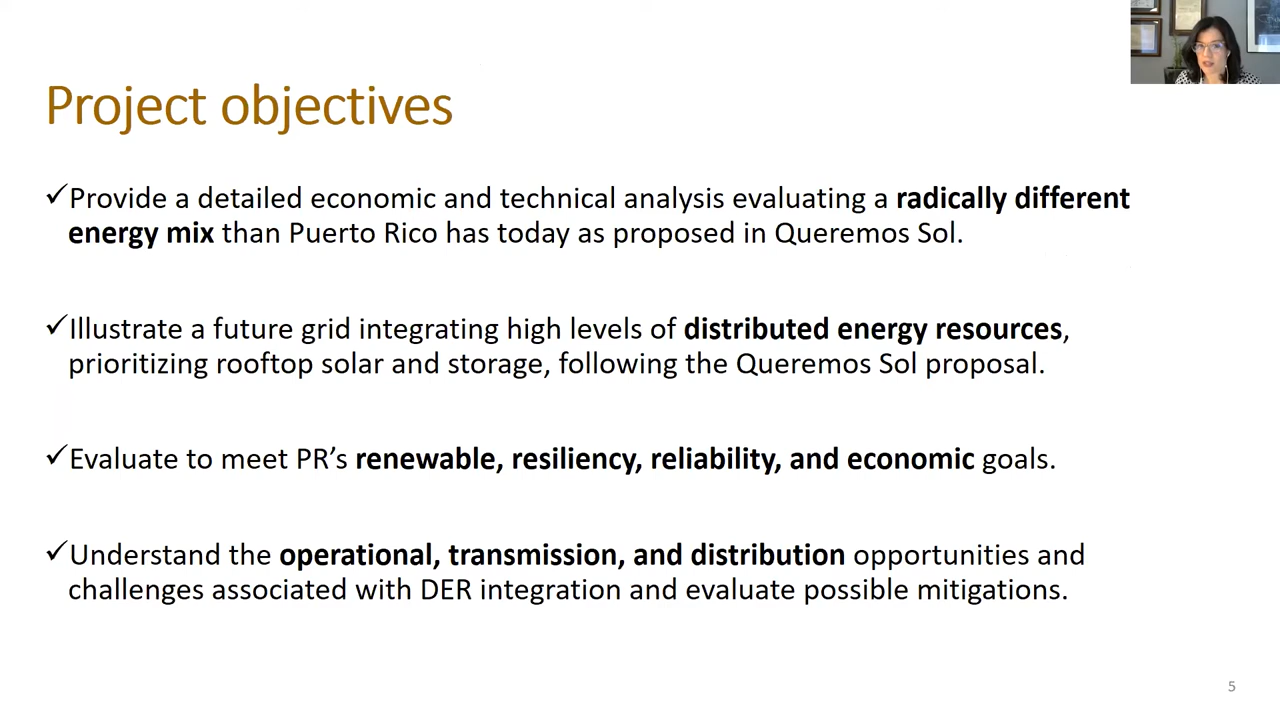 Project objectives
✓Provide a detailed economic and technical analysis evaluating a radically different
energy mix than Puerto Rico has today as proposed in Queremos Sol.
✓Illustrate a future grid integrating high levels of distributed energy resources,
prioritizing rooftop solar and storage, following the Queremos Sol proposal.
✓Evaluate to meet PR’s renewable, resiliency, reliability, and economic goals.
✓Understand the operational, transmission, and distribution opportunities and
challenges associated with DER integration and evaluate possible mitigations.
5